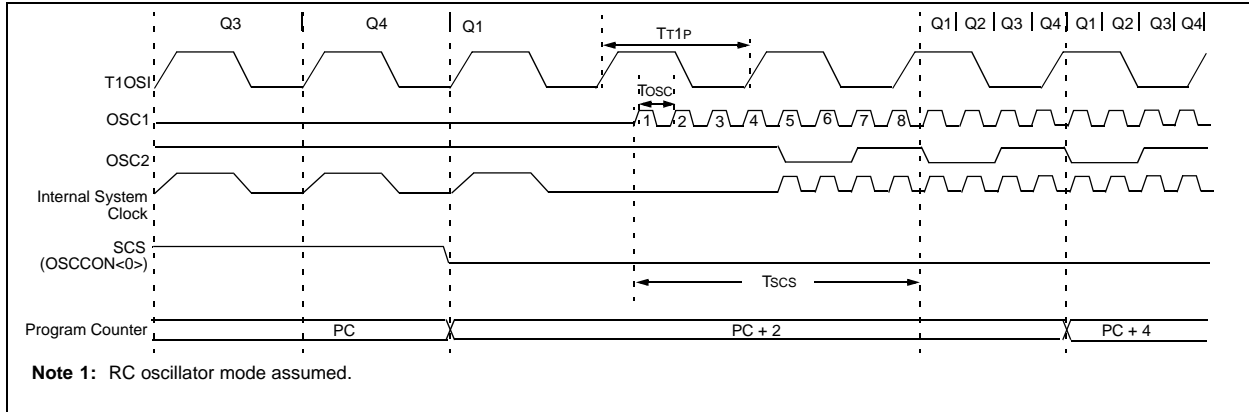 Q3 Q4 Q1 Q1 Q2 Q3 Q4 Q1 Q2 Q3 Q4
TT1P
T1OSI
TOSC
OSC1
1 2 3 4 5 6 7 8
OSC2
Internal System
Clock
SCS
(OSCCON<0>)
TSCS
Program Counter PC PC + 2 PC + 4
Note 1: RC oscillator mode assumed.